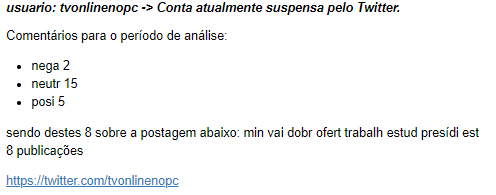 usuario: tvonlinenopc -> Conta atualmente suspensa pelo Twitter.
Comentários para o período de análise:
• nega 2
• neutr 15
• posi 5
sendo destes 8 sobre a postagem abaixo: min vai dobr ofert trabalh estud presídi est
8 publicações
https://twitter.com/tvonlinenopc